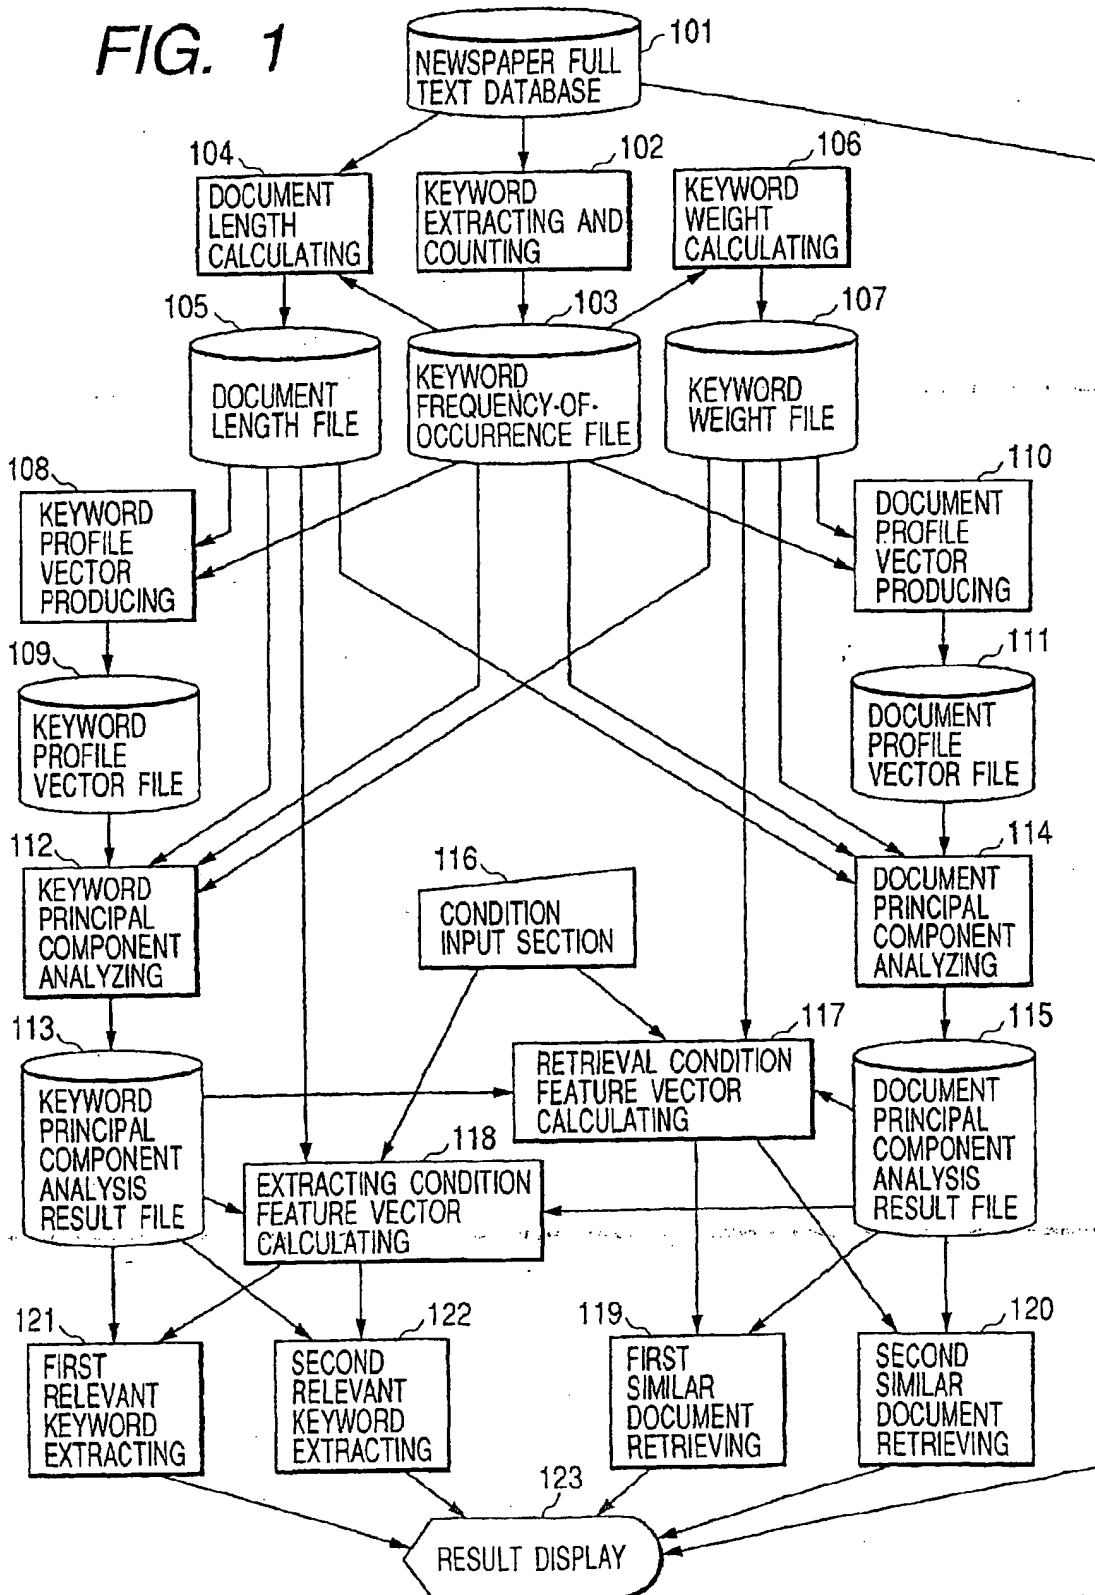 FIG. 1
101
NEWSPAPER FULL
TEXT DATABASE
104
DOCUMENT
LENGTH
CALCULATING
102
KEYWORD
EXTRACTING AND
COUNTING
106
KEYWORD
WEIGHT
CALCULATING
105
DOCUMENT
LENGTH FILE
103
KEYWORD
FREQUENCY-OF-
OCCURRENCE FILE
107
KEYWORD
WEIGHT FILE
108
KEYWORD
PROFILE
VECTOR
PRODUCING
110
DOCUMENT
PROFILE
VECTOR
PRODUCING
109
KEYWORD
PROFILE
VECTOR FILE
111
DOCUMENT
PROFILE
VECTOR FILE
112
KEYWORD
PRINCIPAL
COMPONENT
ANALYZING
116
CONDITION
INPUT SECTION
114
DOCUMENT
PRINCIPAL
COMPONENT
ANALYZING
113
KEYWORD
PRINCIPAL
COMPONENT
ANALYSIS
RESULT FILE
117
RETRIEVAL CONDITION
FEATURE VECTOR
CALCULATING
115
DOCUMENT
PRINCIPAL
COMPONENT
ANALYSIS
RESULT FILE
118
EXTRACTING CONDITION
FEATURE VECTOR
CALCULATING
121
FIRST
RELEVANT
KEYWORD
EXTRACTING
122
SECOND
RELEVANT
KEYWORD
EXTRACTING
119
FIRST
SIMILAR
DOCUMENT
RETRIEVING
120
SECOND
SIMILAR
DOCUMENT
RETRIEVING
123
RESULT DISPLAY